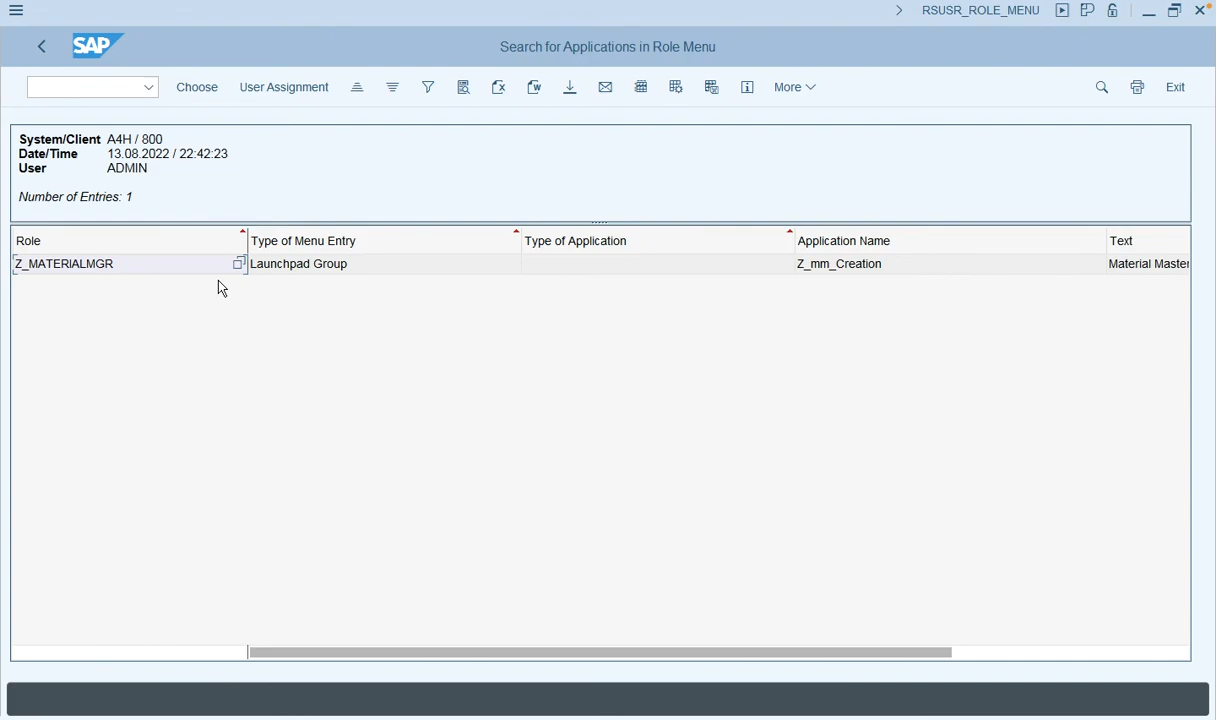 RSUSR_ROLE_MENU
SAP
Search for Applications in Role Menu
Choose User Assignment More Exit
System/Client A4H / 800
Date/Time 13.08.2022 / 22:42:23
User ADMIN
Number of Entries: 1
Role Type of Menu Entry Type of Application Application Name Text
Z_MATERIALMGR Launchpad Group Z_mm_Creation Material Master